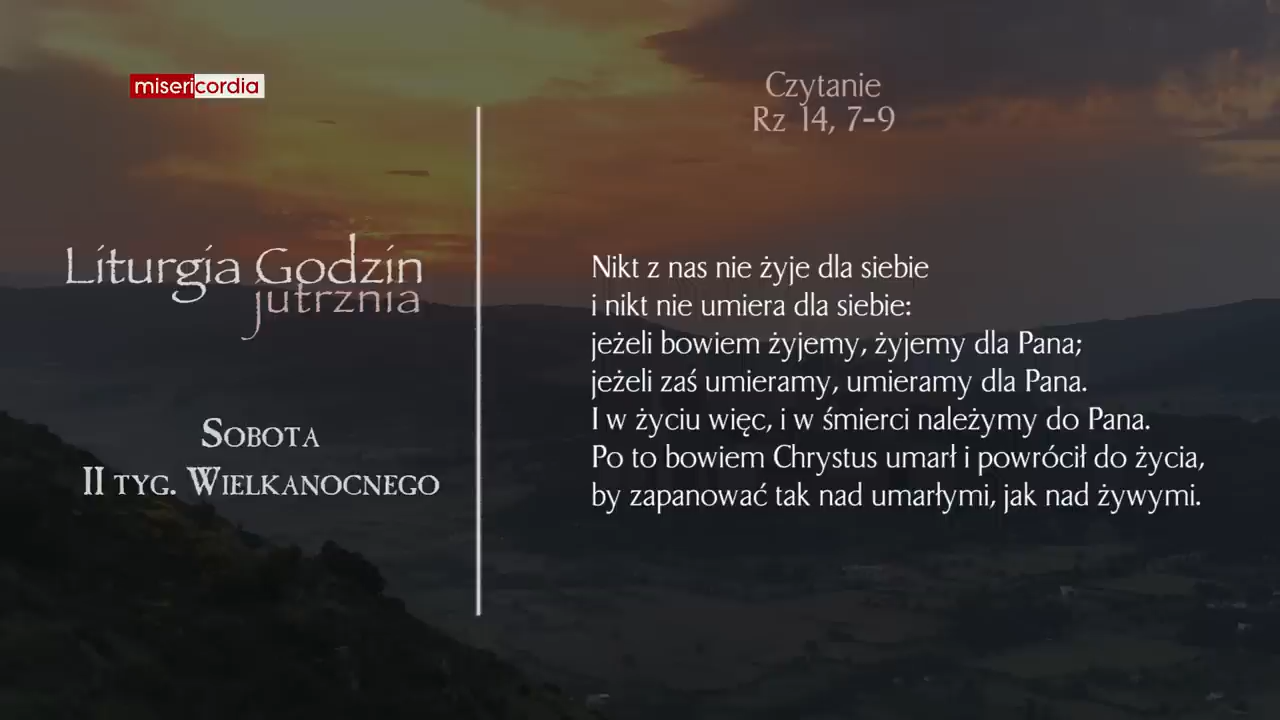 misericordia
Liturgia Godzin
jutrznia
Sobota
II tyg. Wielkanocnego
Czytanie
Rz 14, 7-9
Nikt z nas nie żyje dla siebie
i nikt nie umiera dla siebie:
jeżeli bowiem żyjemy, żyjemy dla Pana;
jeżeli zaś umieramy, umieramy dla Pana.
I w życiu więc, i w śmierci należymy do Pana.
Po to bowiem Chrystus umarł i powrócił do życia,
by zapanować tak nad umarłymi, jak nad żywymi.